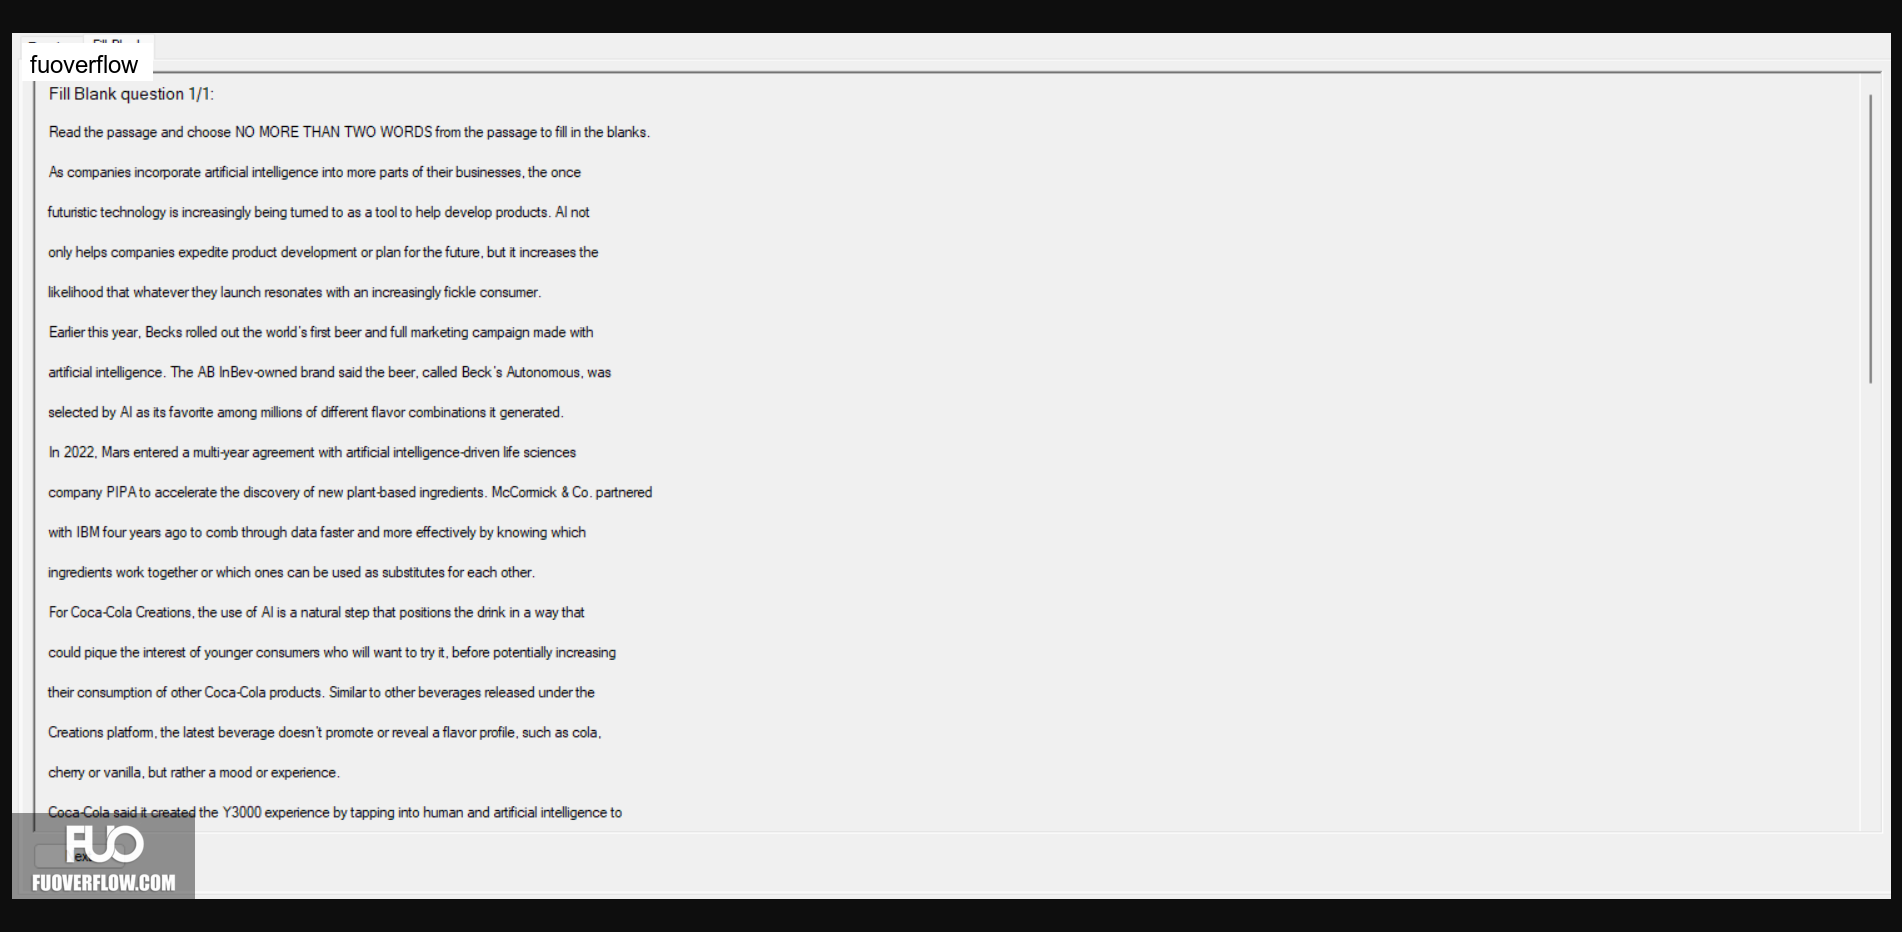 fuoverflow
Fill Blank question 1/1:
Read the passage and choose NO MORE THAN TWO WORDS from the passage to fill in the blanks.
As companies incorporate artificial intelligence into more parts of their businesses, the once
futuristic technology is increasingly being turned to as a tool to help develop products. AI not
only helps companies expedite product development or plan for the future, but it increases the
likelihood that whatever they launch resonates with an increasingly fickle consumer.
Earlier this year, Becks rolled out the world's first beer and full marketing campaign made with
artificial intelligence. The AB InBev-owned brand said the beer, called Beck's Autonomous, was
selected by AI as its favorite among millions of different flavor combinations it generated.
In 2022, Mars entered a multi-year agreement with artificial intelligence-driven life sciences
company PIPA to accelerate the discovery of new plant-based ingredients. McCormick & Co. partnered
with IBM four years ago to comb through data faster and more effectively by knowing which
ingredients work together or which ones can be used as substitutes for each other.
For Coca-Cola Creations, the use of AI is a natural step that positions the drink in a way that
could pique the interest of younger consumers who will want to try it, before potentially increasing
their consumption of other Coca-Cola products. Similar to other beverages released under the
Creations platform, the latest beverage doesn't promote or reveal a flavor profile, such as cola,
cherry or vanilla, but rather a mood or experience.
Coca-Cola said it created the Y3000 experience by tapping into human and artificial intelligence to
FUO
FUOVERFLOW.COM